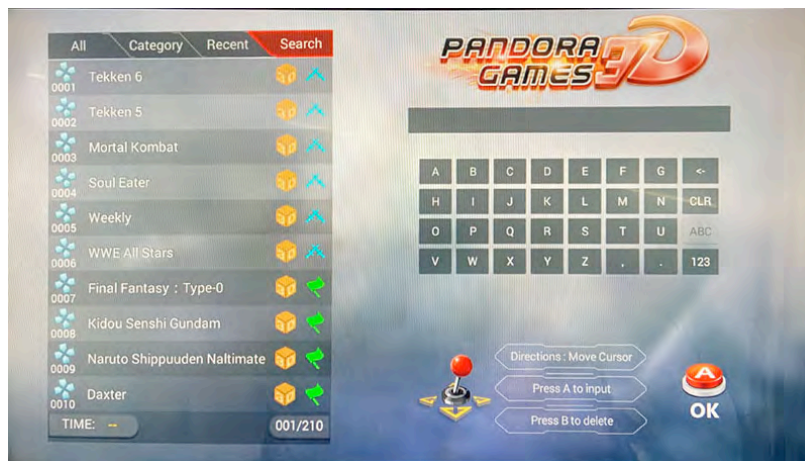 All Category Recent Search
0001 Tekken 6
0002 Tekken 5
0003 Mortal Kombat
0004 Soul Eater
0005 Weekly
0006 WWE All Stars
0007 Final Fantasy : Type-0
0008 Kidou Senshi Gundam
0009 Naruto Shippuuden Naltimate
0010 Daxter
TIME: -- 001/210
PANDORA
GAMES 3D
A B C D E F G <-
H I J K L M N CLR
O P Q R S T U ABC
V W X Y Z , . 123
Directions : Move Cursor
Press A to input
Press B to delete
A
OK